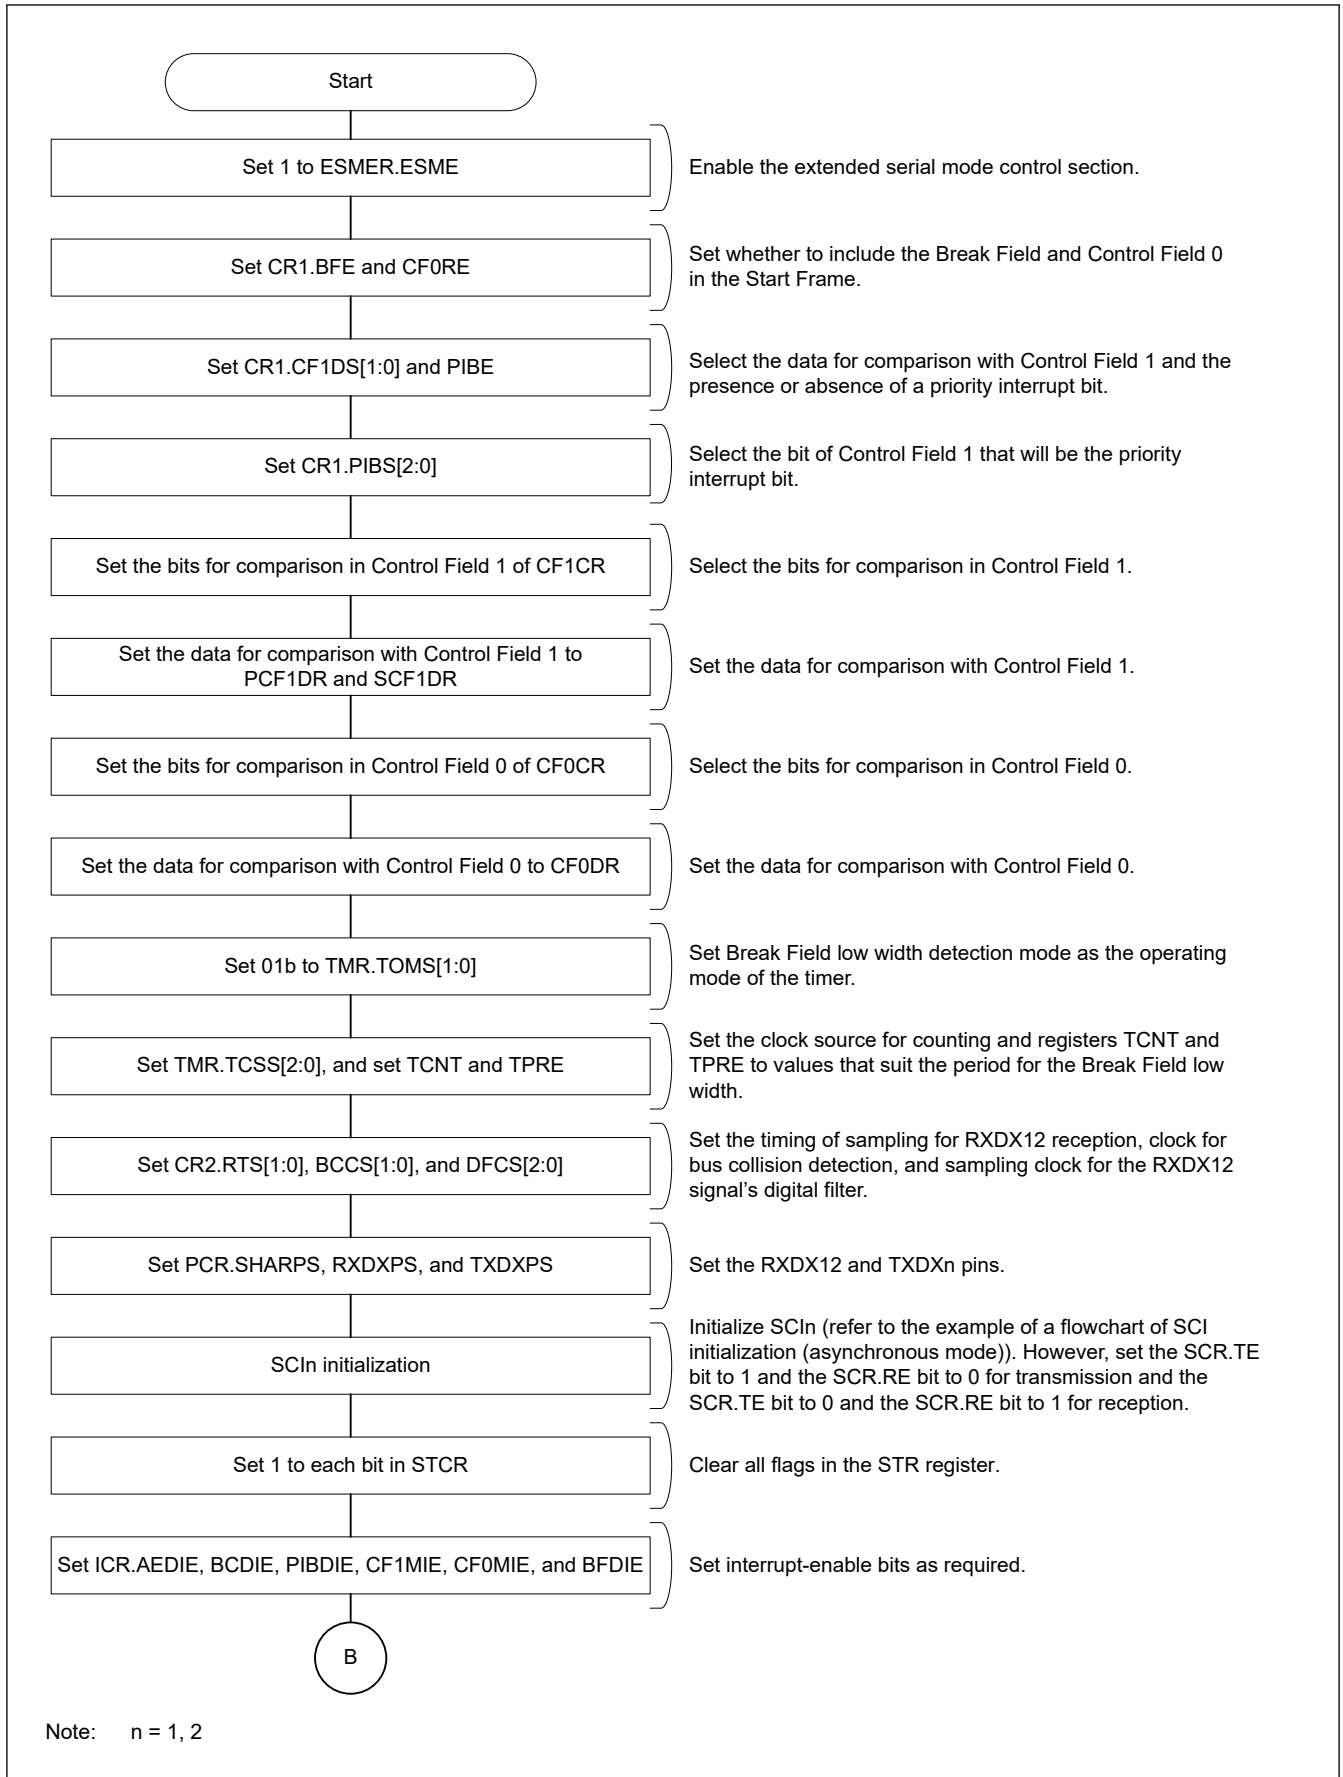 Start
Set 1 to ESMER.ESME
Enable the extended serial mode control section.
Set CR1.BFE and CF0RE
Set whether to include the Break Field and Control Field 0
in the Start Frame.
Set CR1.CF1DS[1:0] and PIBE
Select the data for comparison with Control Field 1 and the
presence or absence of a priority interrupt bit.
Set CR1.PIBS[2:0]
Select the bit of Control Field 1 that will be the priority
interrupt bit.
Set the bits for comparison in Control Field 1 of CF1CR
Select the bits for comparison in Control Field 1.
Set the data for comparison with Control Field 1 to
PCF1DR and SCF1DR
Set the data for comparison with Control Field 1.
Set the bits for comparison in Control Field 0 of CF0CR
Select the bits for comparison in Control Field 0.
Set the data for comparison with Control Field 0 to CF0DR
Set the data for comparison with Control Field 0.
Set 01b to TMR.TOMS[1:0]
Set Break Field low width detection mode as the operating
mode of the timer.
Set TMR.TCSS[2:0], and set TCNT and TPRE
Set the clock source for counting and registers TCNT and
TPRE to values that suit the period for the Break Field low
width.
Set CR2.RTS[1:0], BCCS[1:0], and DFCS[2:0]
Set the timing of sampling for RXDX12 reception, clock for
bus collision detection, and sampling clock for the RXDX12
signal’s digital filter.
Set PCR.SHARPS, RXDXPS, and TXDXPS
Set the RXDX12 and TXDXn pins.
SCIn initialization
Initialize SCIn (refer to the example of a flowchart of SCI
initialization (asynchronous mode)). However, set the SCR.TE
bit to 1 and the SCR.RE bit to 0 for transmission and the
SCR.TE bit to 0 and the SCR.RE bit to 1 for reception.
Set 1 to each bit in STCR
Clear all flags in the STR register.
Set ICR.AEDIE, BCDIE, PIBDIE, CF1MIE, CF0MIE, and BFDIE
Set interrupt-enable bits as required.
B
Note: n = 1, 2